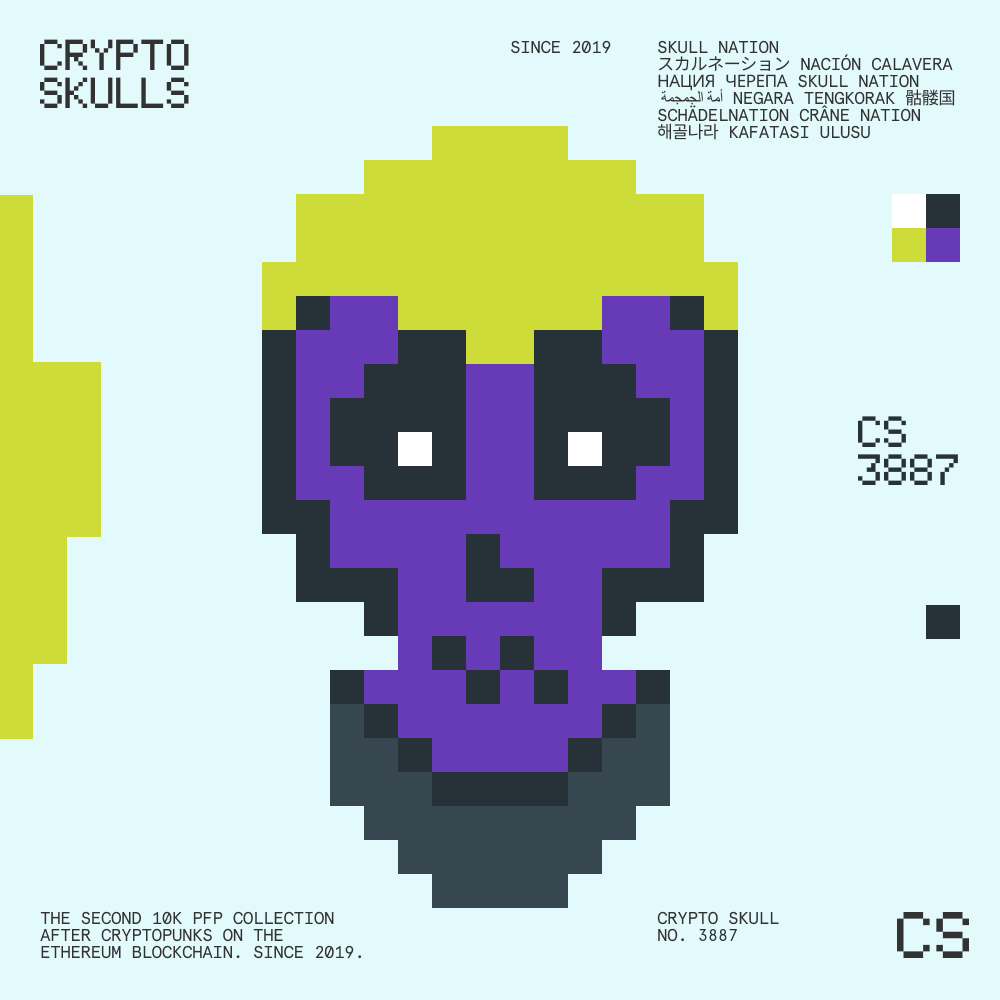 CRYPTO
SKULLS
SINCE 2019
SKULL NATION
スカルネーション NACIÓN CALAVERA
НАЦИЯ ЧЕРЕПА SKULL NATION
أمة الجمجمة NEGARA TENGKORAK 骷髅国
SCHÄDELNATION CRÂNE NATION
해골나라 KAFATASI ULUSU
CS
3887
THE SECOND 10K PFP COLLECTION
AFTER CRYPTOPUNKS ON THE
ETHEREUM BLOCKCHAIN. SINCE 2019.
CRYPTO SKULL
NO. 3887
CS